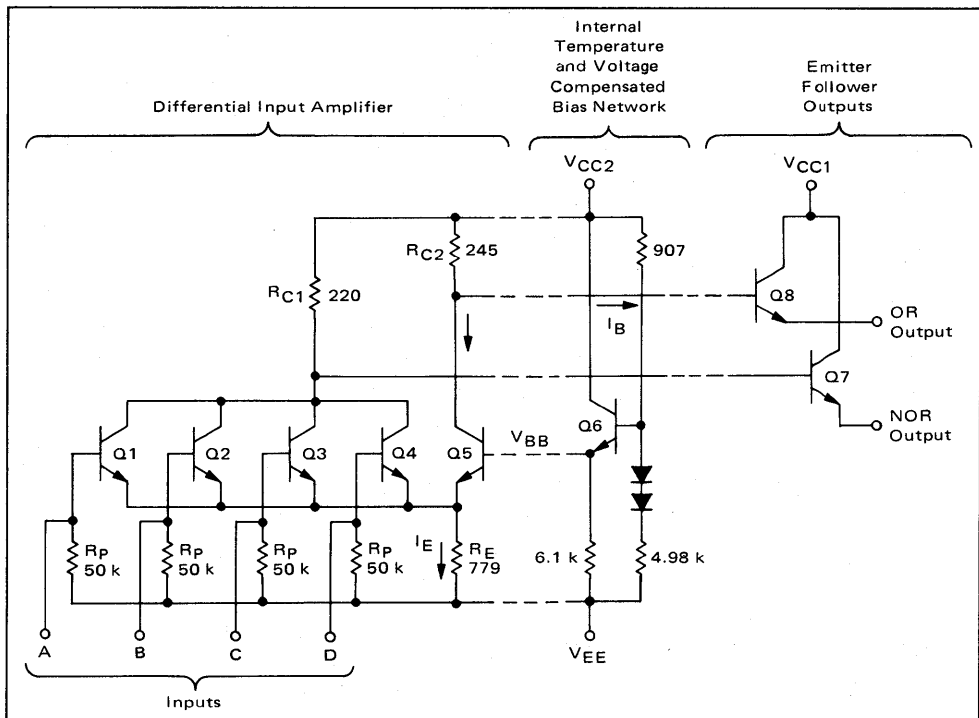 Internal
Temperature
and Voltage
Compensated
Bias Network
Emitter
Follower
Outputs
Differential Input Amplifier
VCC2
VCC1
RC2
245
907
RC1
220
Q8
IB
OR
Output
Q7
Q6
NOR
Output
VBB
Q1
Q2
Q3
Q4
Q5
RP
50 k
RP
50 k
RP
50 k
RP
50 k
IE
RE
779
6.1 k
4.98 k
A
B
C
D
VEE
Inputs